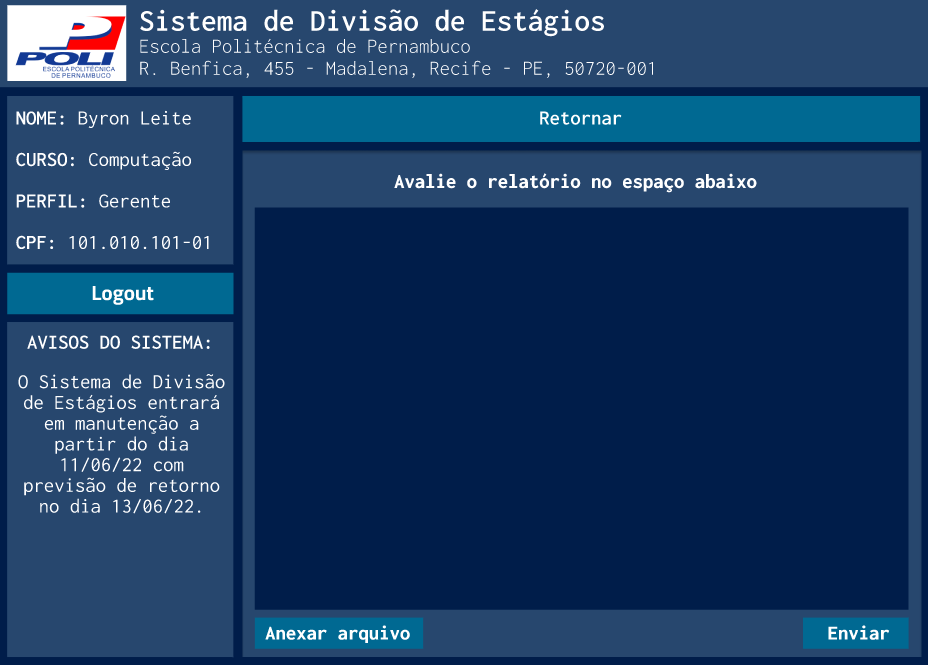 POLI
ESCOLA POLITÉCNICA
DE PERNAMBUCO
Sistema de Divisão de Estágios
Escola Politécnica de Pernambuco
R. Benfica, 455 - Madalena, Recife - PE, 50720-001
NOME: Byron Leite
CURSO: Computação
PERFIL: Gerente
CPF: 101.010.101-01
Logout
AVISOS DO SISTEMA:
O Sistema de Divisão
de Estágios entrará
em manutenção a
partir do dia
11/06/22 com
previsão de retorno
no dia 13/06/22.
Retornar
Avalie o relatório no espaço abaixo
Anexar arquivo
Enviar